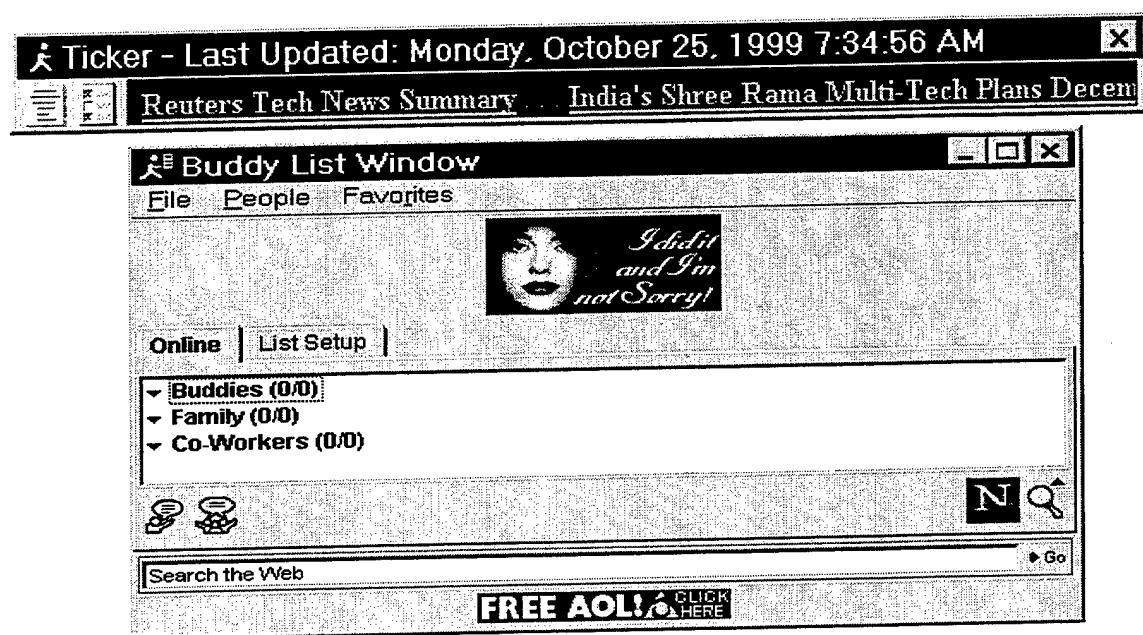 Ticker - Last Updated: Monday, October 25, 1999 7:34:56 AM
Reuters Tech News Summary ... India's Shree Rama Multi-Tech Plans Decem
Buddy List Window
File People Favorites
I did it
and I'm
not Sorry!
Online List Setup
Buddies (0/0)
Family (0/0)
Co-Workers (0/0)
N
Search the Web Go
FREE AOL! CLICK
HERE